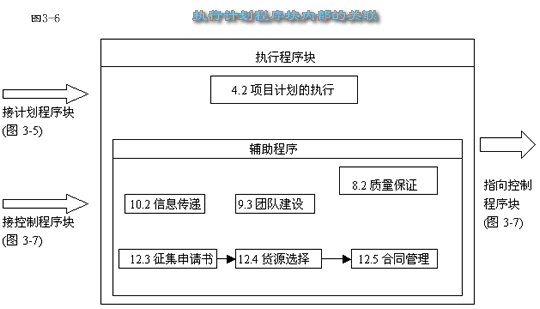 图3-6
执行计划程序块内部的关联
执行程序块
4.2 项目计划的执行
接计划程序块
(图 3-5)
辅助程序
8.2 质量保证
10.2 信息传递
9.3 团队建设
指向控制
程序块
(图 3-7)
接控制程序块
(图 3-7)
12.3 征集申请书
12.4 货源选择
12.5 合同管理